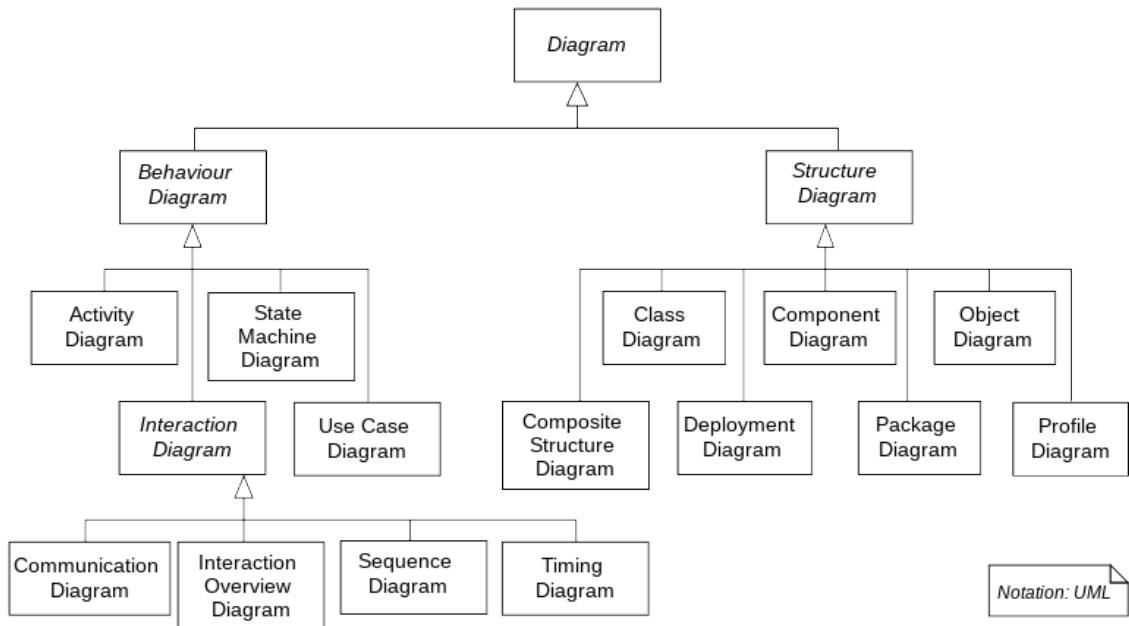 Diagram
Behaviour
Diagram
Structure
Diagram
Activity
Diagram
State
Machine
Diagram
Class
Diagram
Component
Diagram
Object
Diagram
Interaction
Diagram
Use Case
Diagram
Composite
Structure
Diagram
Deployment
Diagram
Package
Diagram
Profile
Diagram
Communication
Diagram
Interaction
Overview
Diagram
Sequence
Diagram
Timing
Diagram
Notation: UML